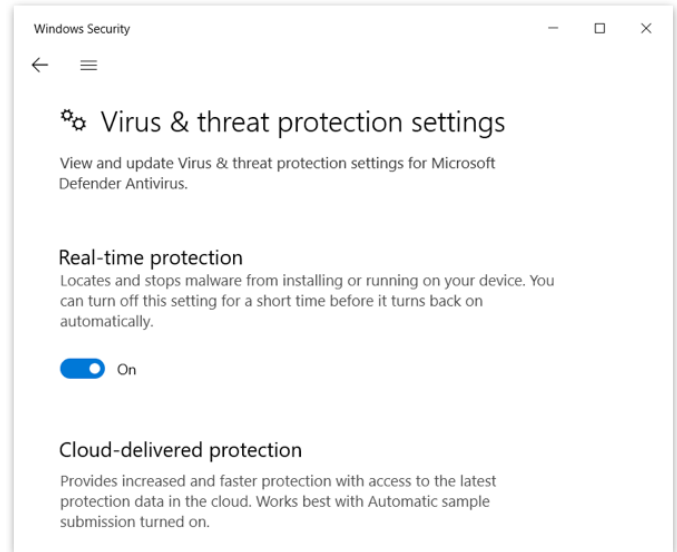 Windows Security
Virus & threat protection settings
View and update Virus & threat protection settings for Microsoft
Defender Antivirus.
Real-time protection
Locates and stops malware from installing or running on your device. You
can turn off this setting for a short time before it turns back on
automatically.
On
Cloud-delivered protection
Provides increased and faster protection with access to the latest
protection data in the cloud. Works best with Automatic sample
submission turned on.